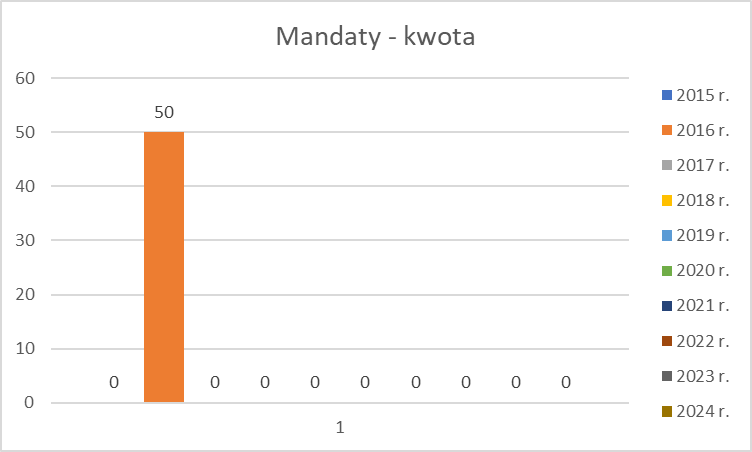 Mandaty - kwota
60
50
40
30
20
10
0
50
0 0 0 0 0 0 0 0 0
1
2015 r.
2016 r.
2017 r.
2018 r.
2019 r.
2020 r.
2021 r.
2022 r.
2023 r.
2024 r.